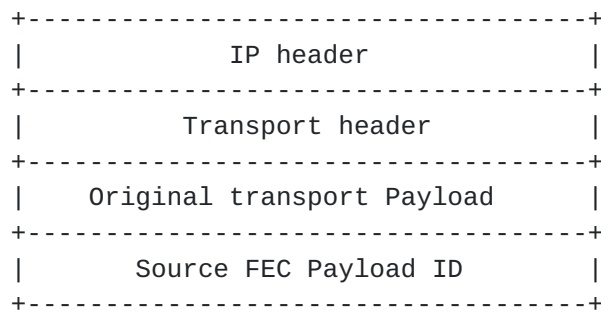 IP header
Transport header
Original transport Payload
Source FEC Payload ID